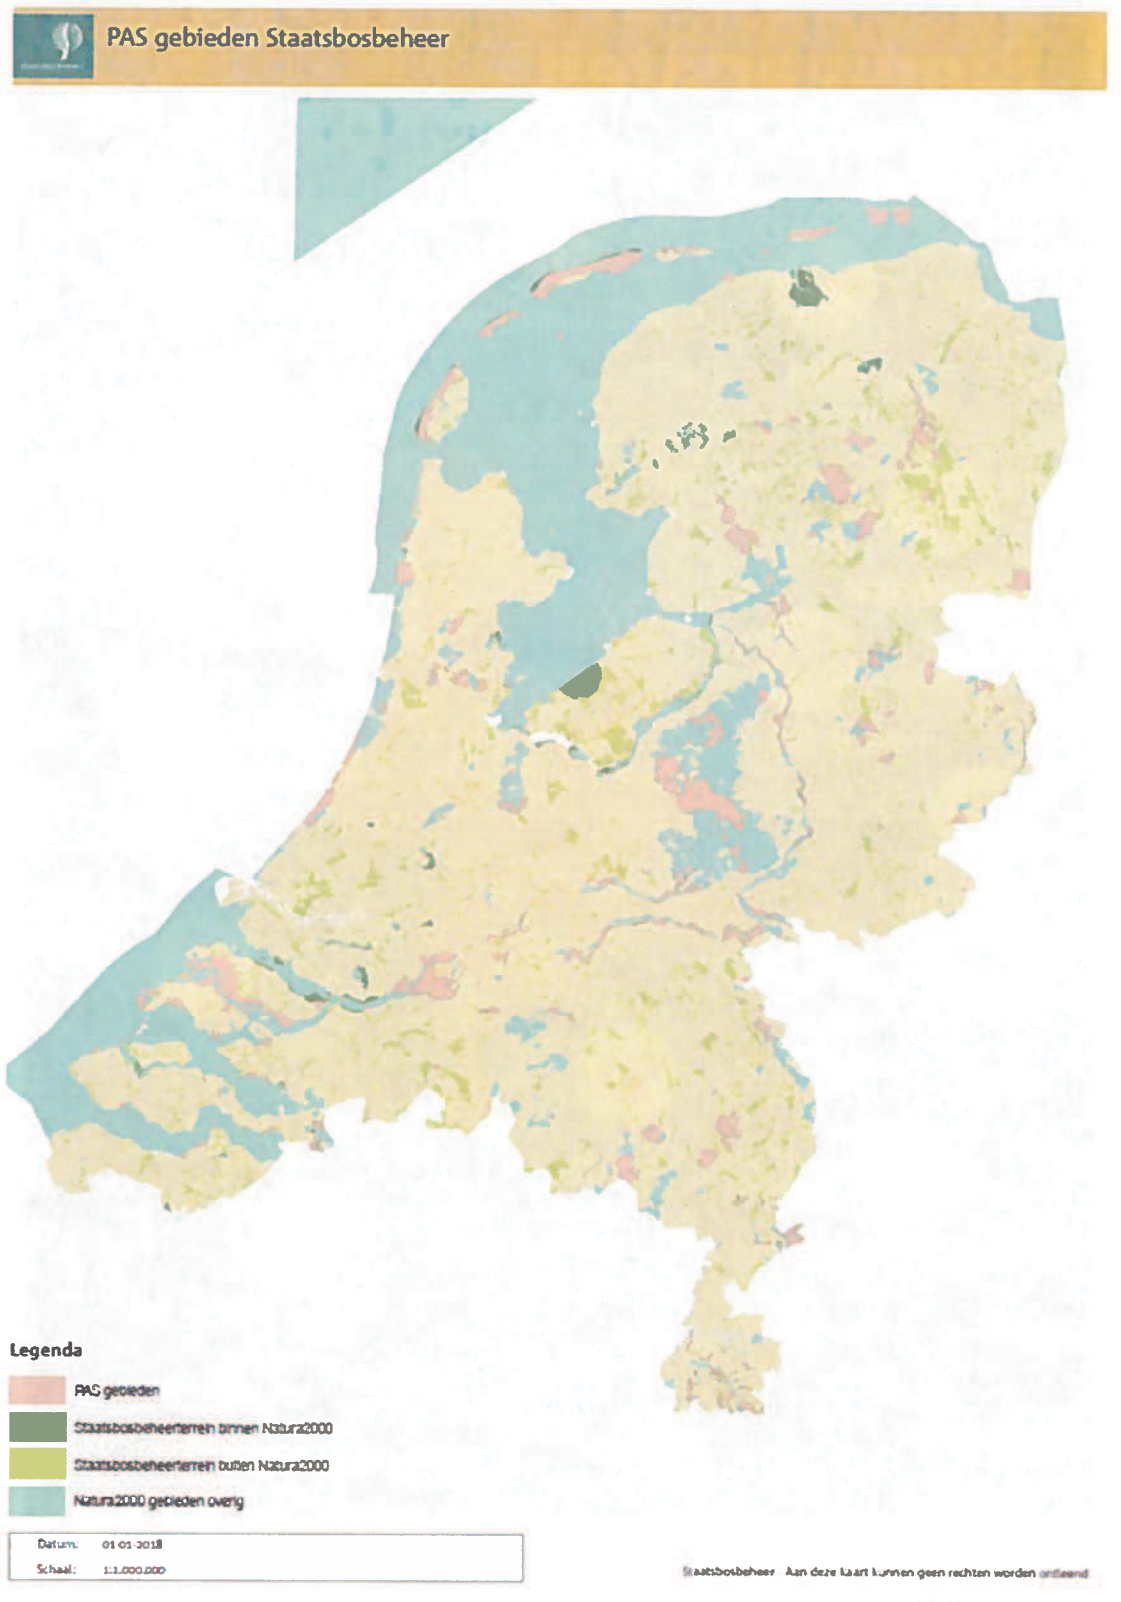 PAS gebieden Staatsbosbeheer
Legenda
PAS gebieden
Staatsbosbeheerterrein binnen Natura2000
Staatsbosbeheerterrein buiten Natura2000
Natura2000 gebieden overig
Datum: 01-01-2018
Schaal: 1:1.000.000
Staatsbosbeheer - Aan deze kaart kunnen geen rechten worden ontleend